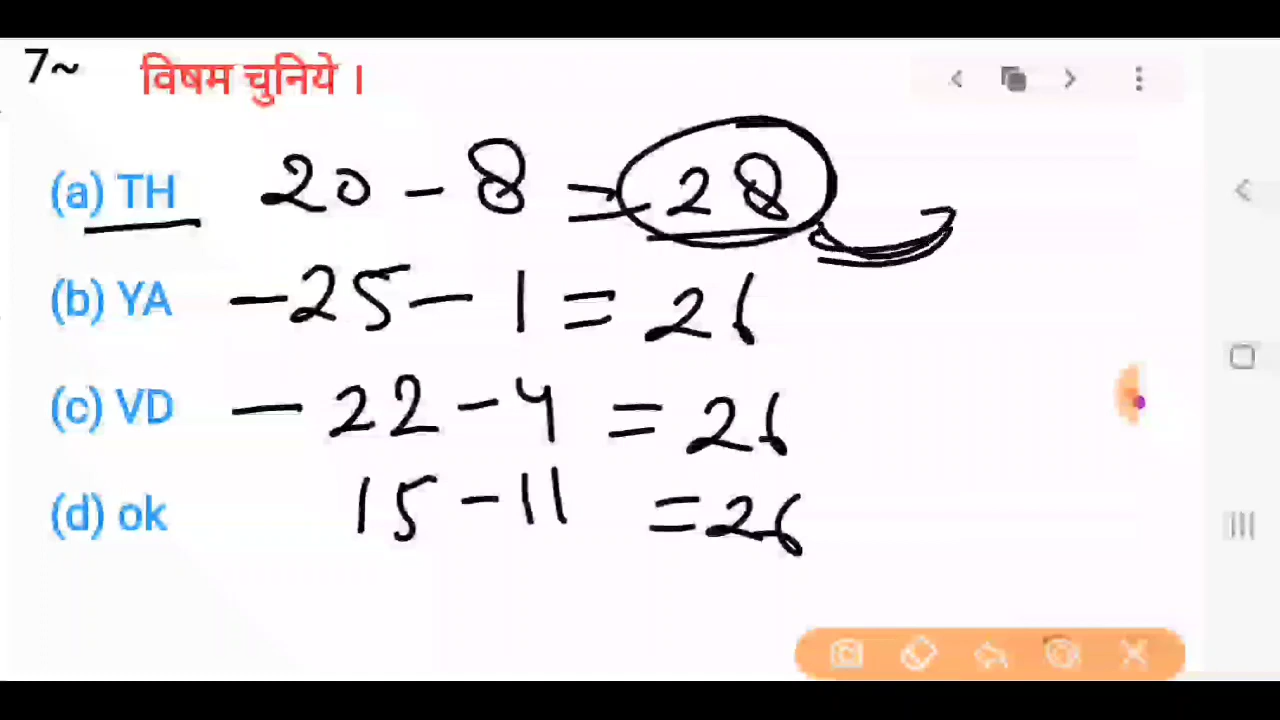 7~ विषम चुनिये ।
(a) TH 20 - 8 = 28
(b) YA - 25 - 1 = 26
(c) VD - 22 - 4 = 26
(d) ok 15 - 11 = 26